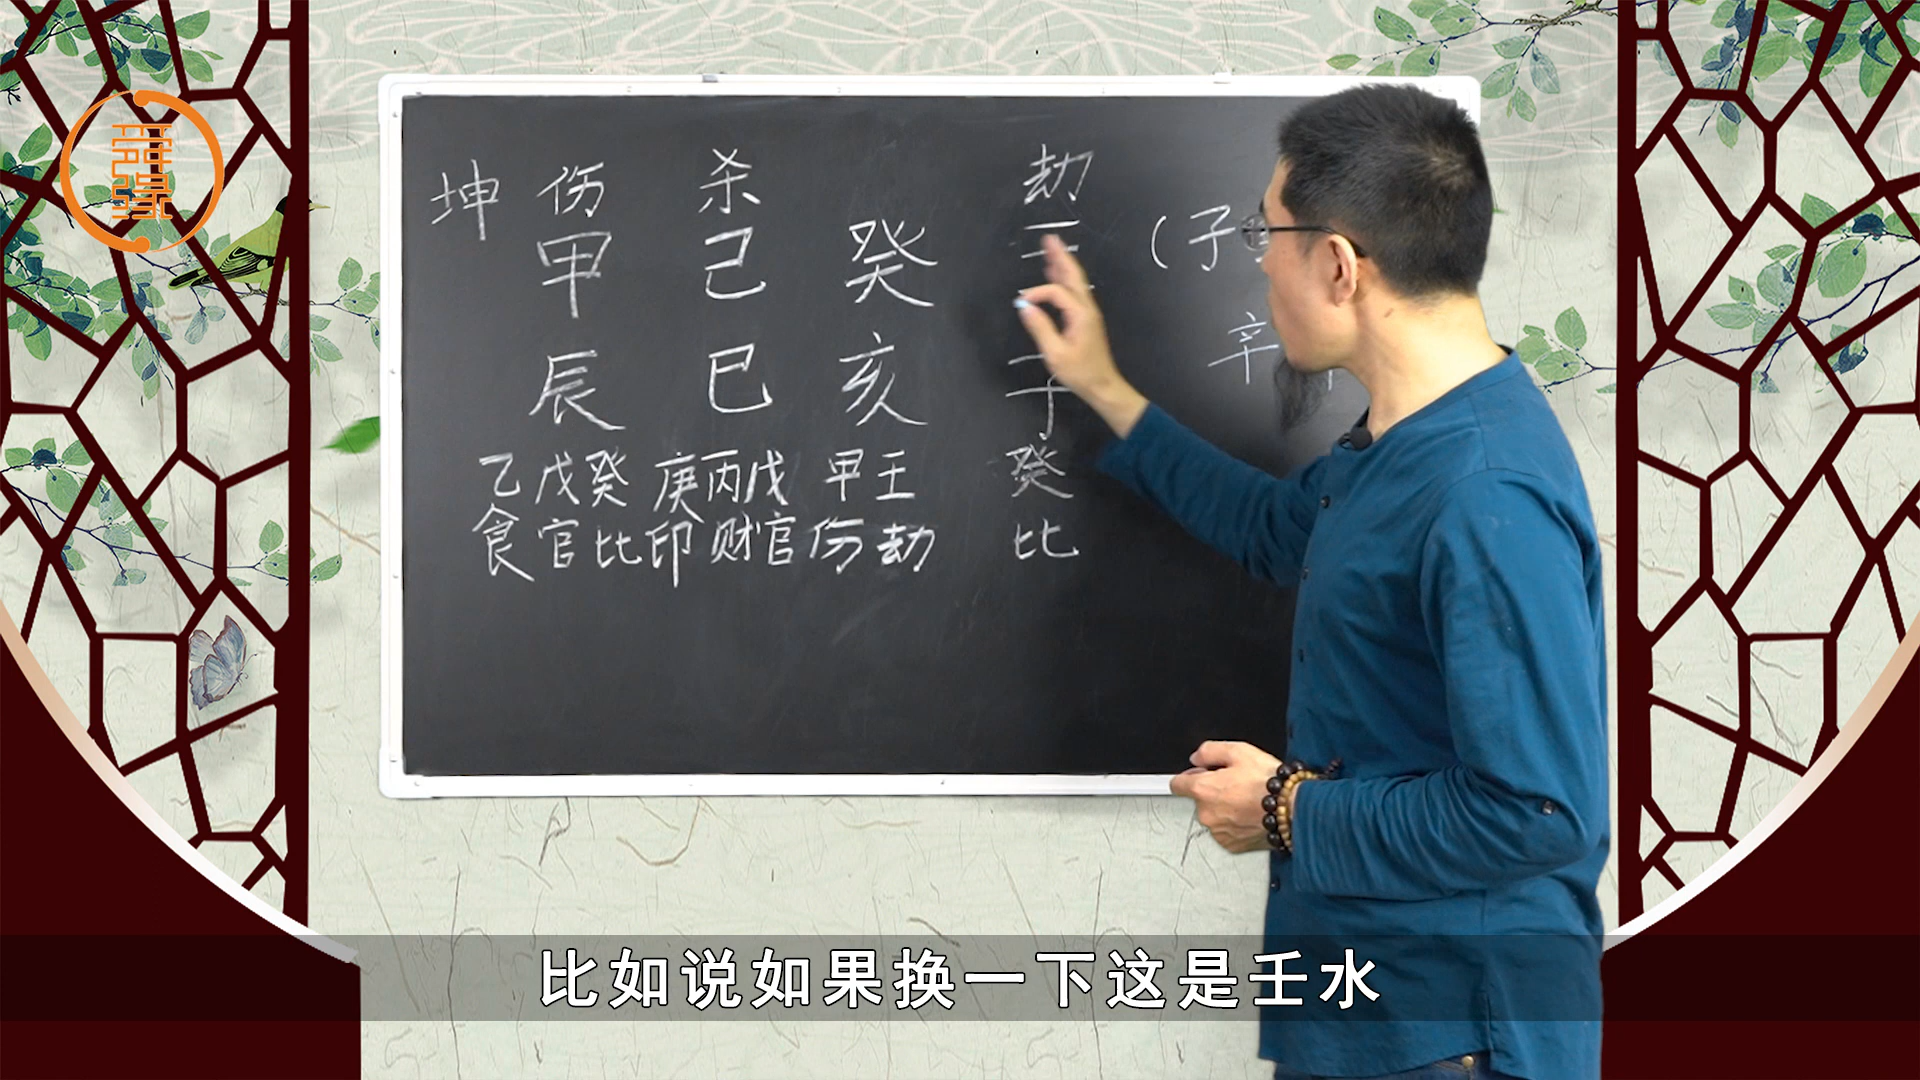 坤 伤 杀 劫
甲 己 癸 壬 (子
辰 巳 亥 子 辛
乙戊癸 庚丙戊 甲壬 癸
食官比 印财官 伤劫 比
比如说如果换一下这是壬水